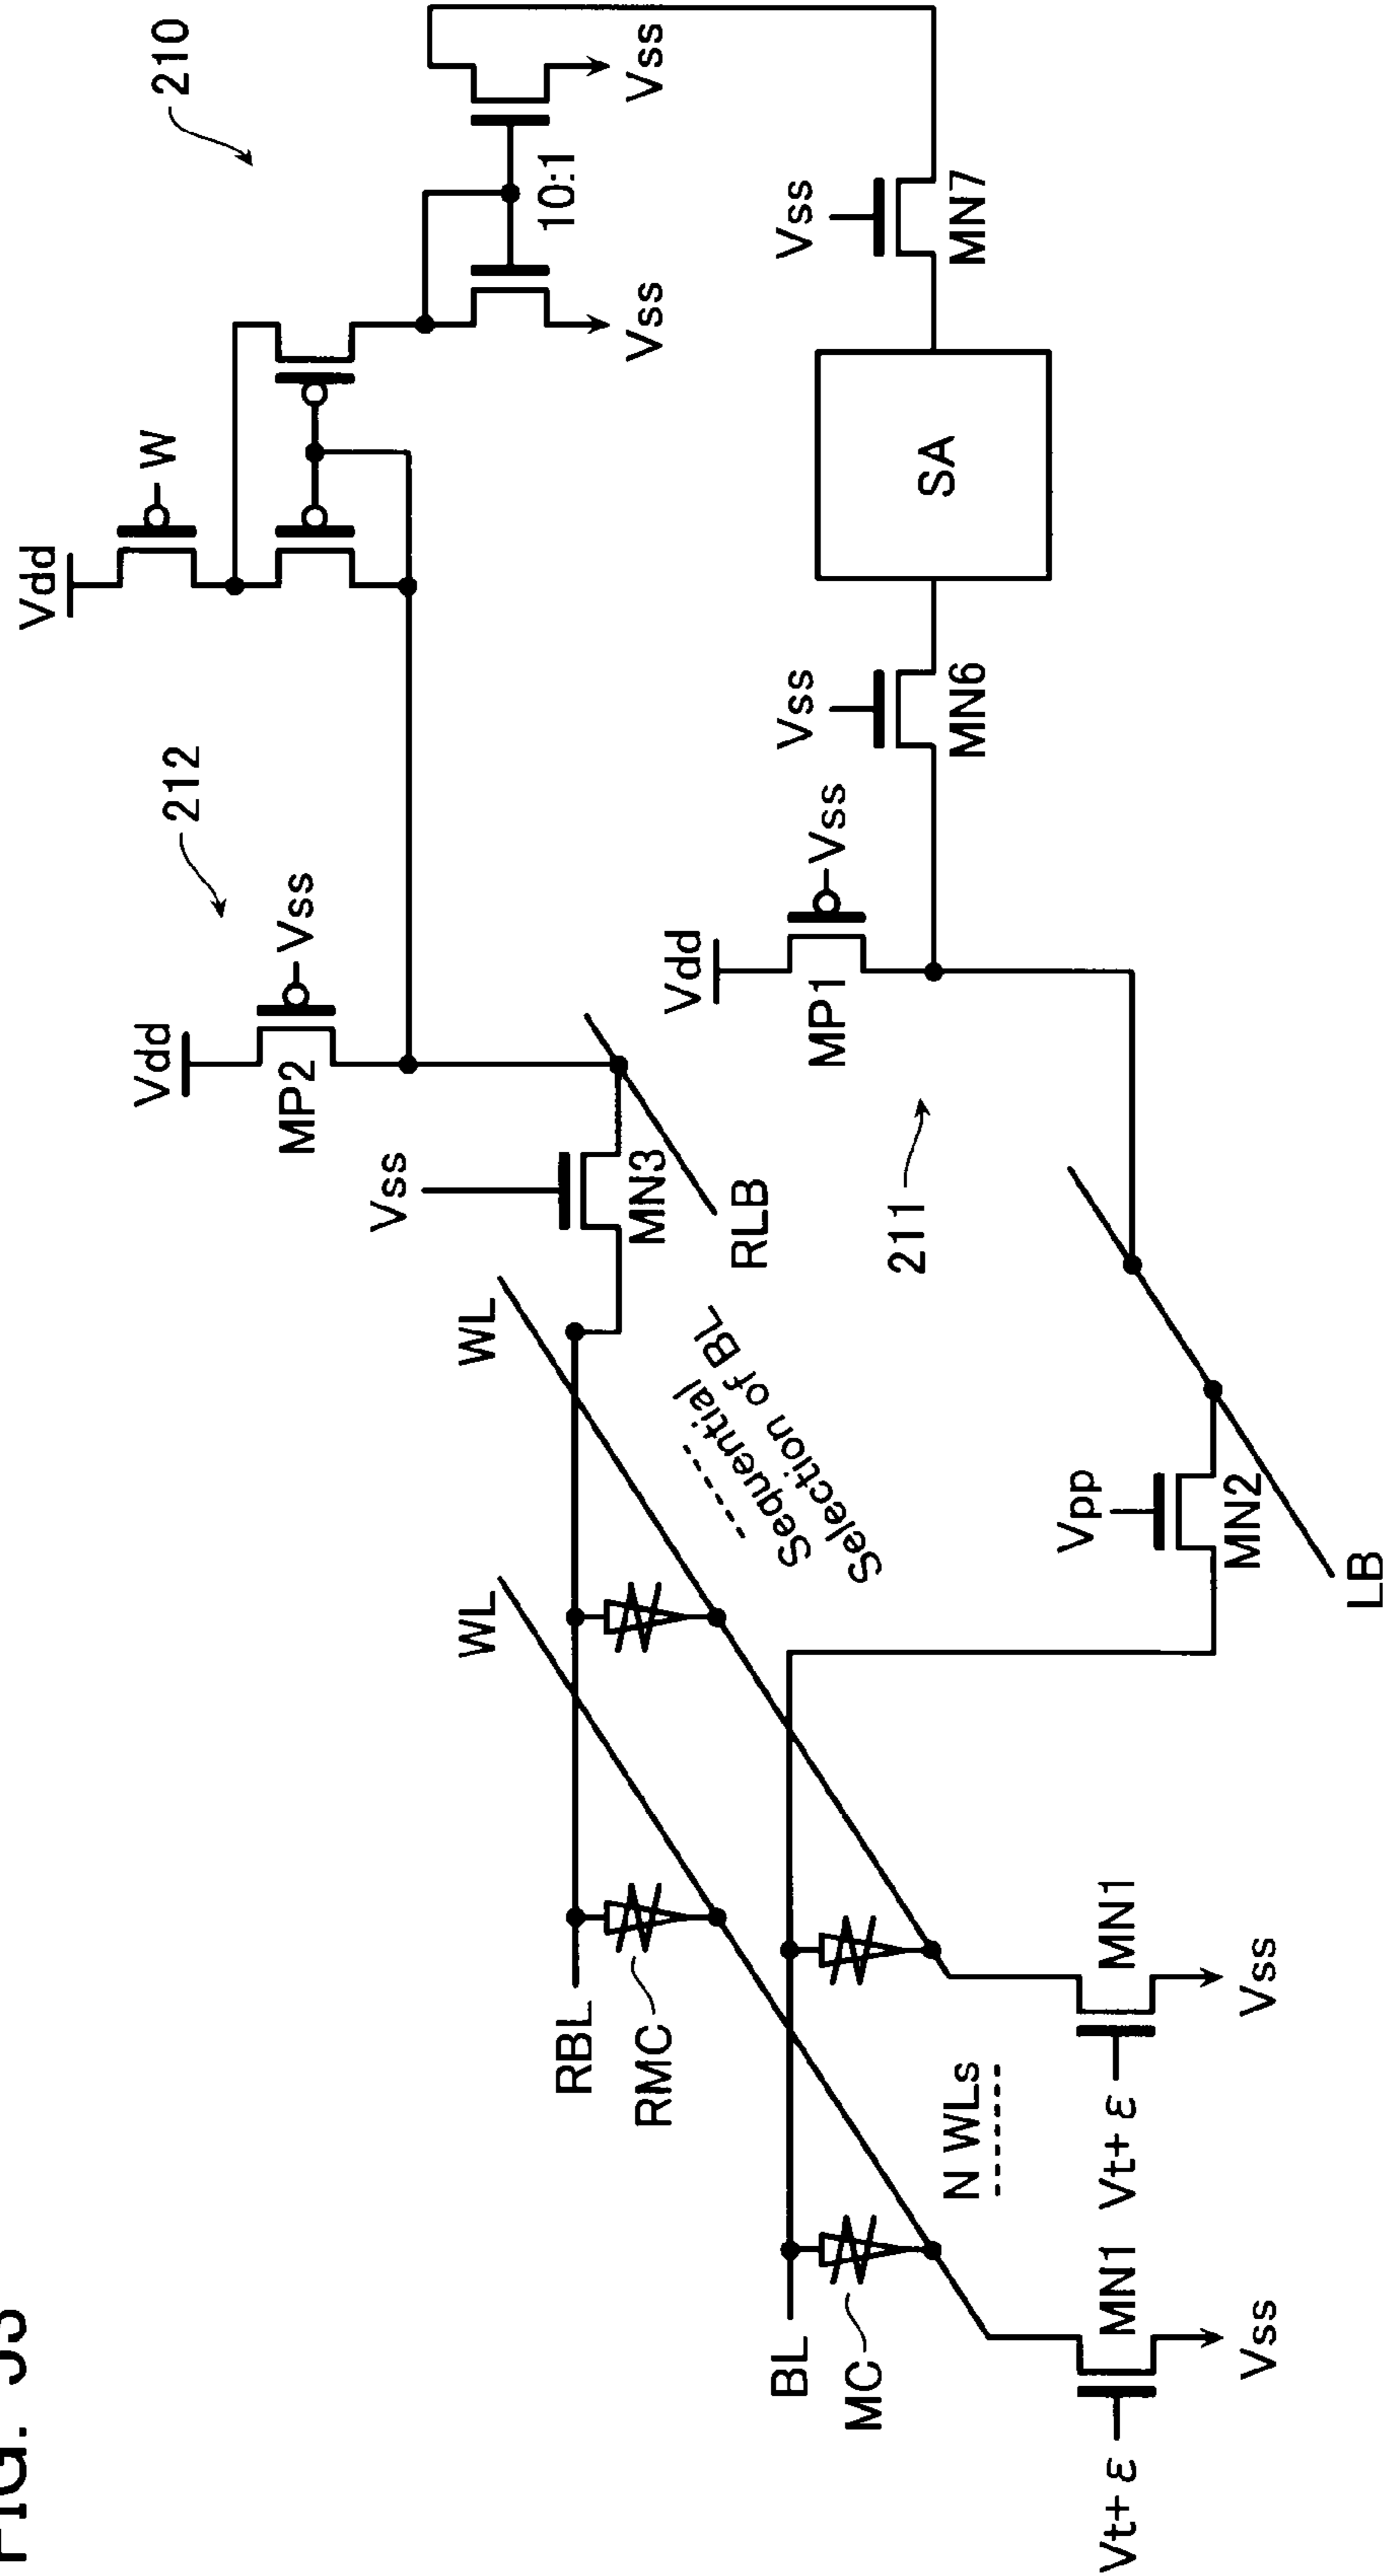 Vdd
W
210
212
Vdd
Vss
MP2
10:1
Vss
Vss
Vss
MN3
RLB
WL
WL
Sequential
Selection of BL
RBL
RMC
Vdd
Vss
MP1
211
Vss
MN6
SA
Vss
MN7
BL
MC
N WLs
Vpp
MN2
LB
Vt+ε
MN1
Vss
Vt+ε
MN1
Vss